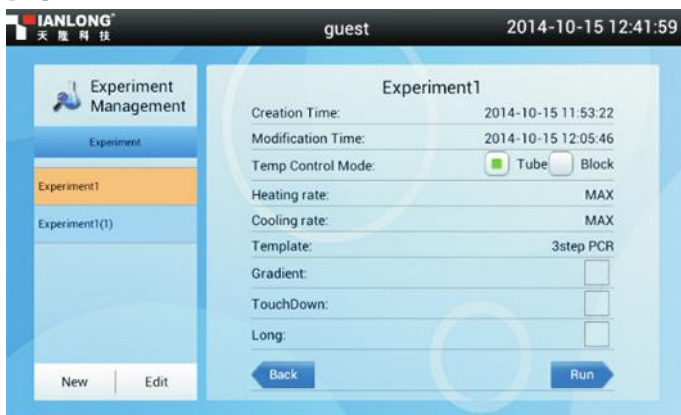 TIANLONG
天隆科技
guest
2014-10-15 12:41:59
Experiment
Management
Experiment
Experiment1
Experiment1(1)
New Edit
Experiment1
Creation Time: 2014-10-15 11:53:22
Modification Time: 2014-10-15 12:05:46
Temp Control Mode: Tube Block
Heating rate: MAX
Cooling rate: MAX
Template: 3step PCR
Gradient:
TouchDown:
Long:
Back Run